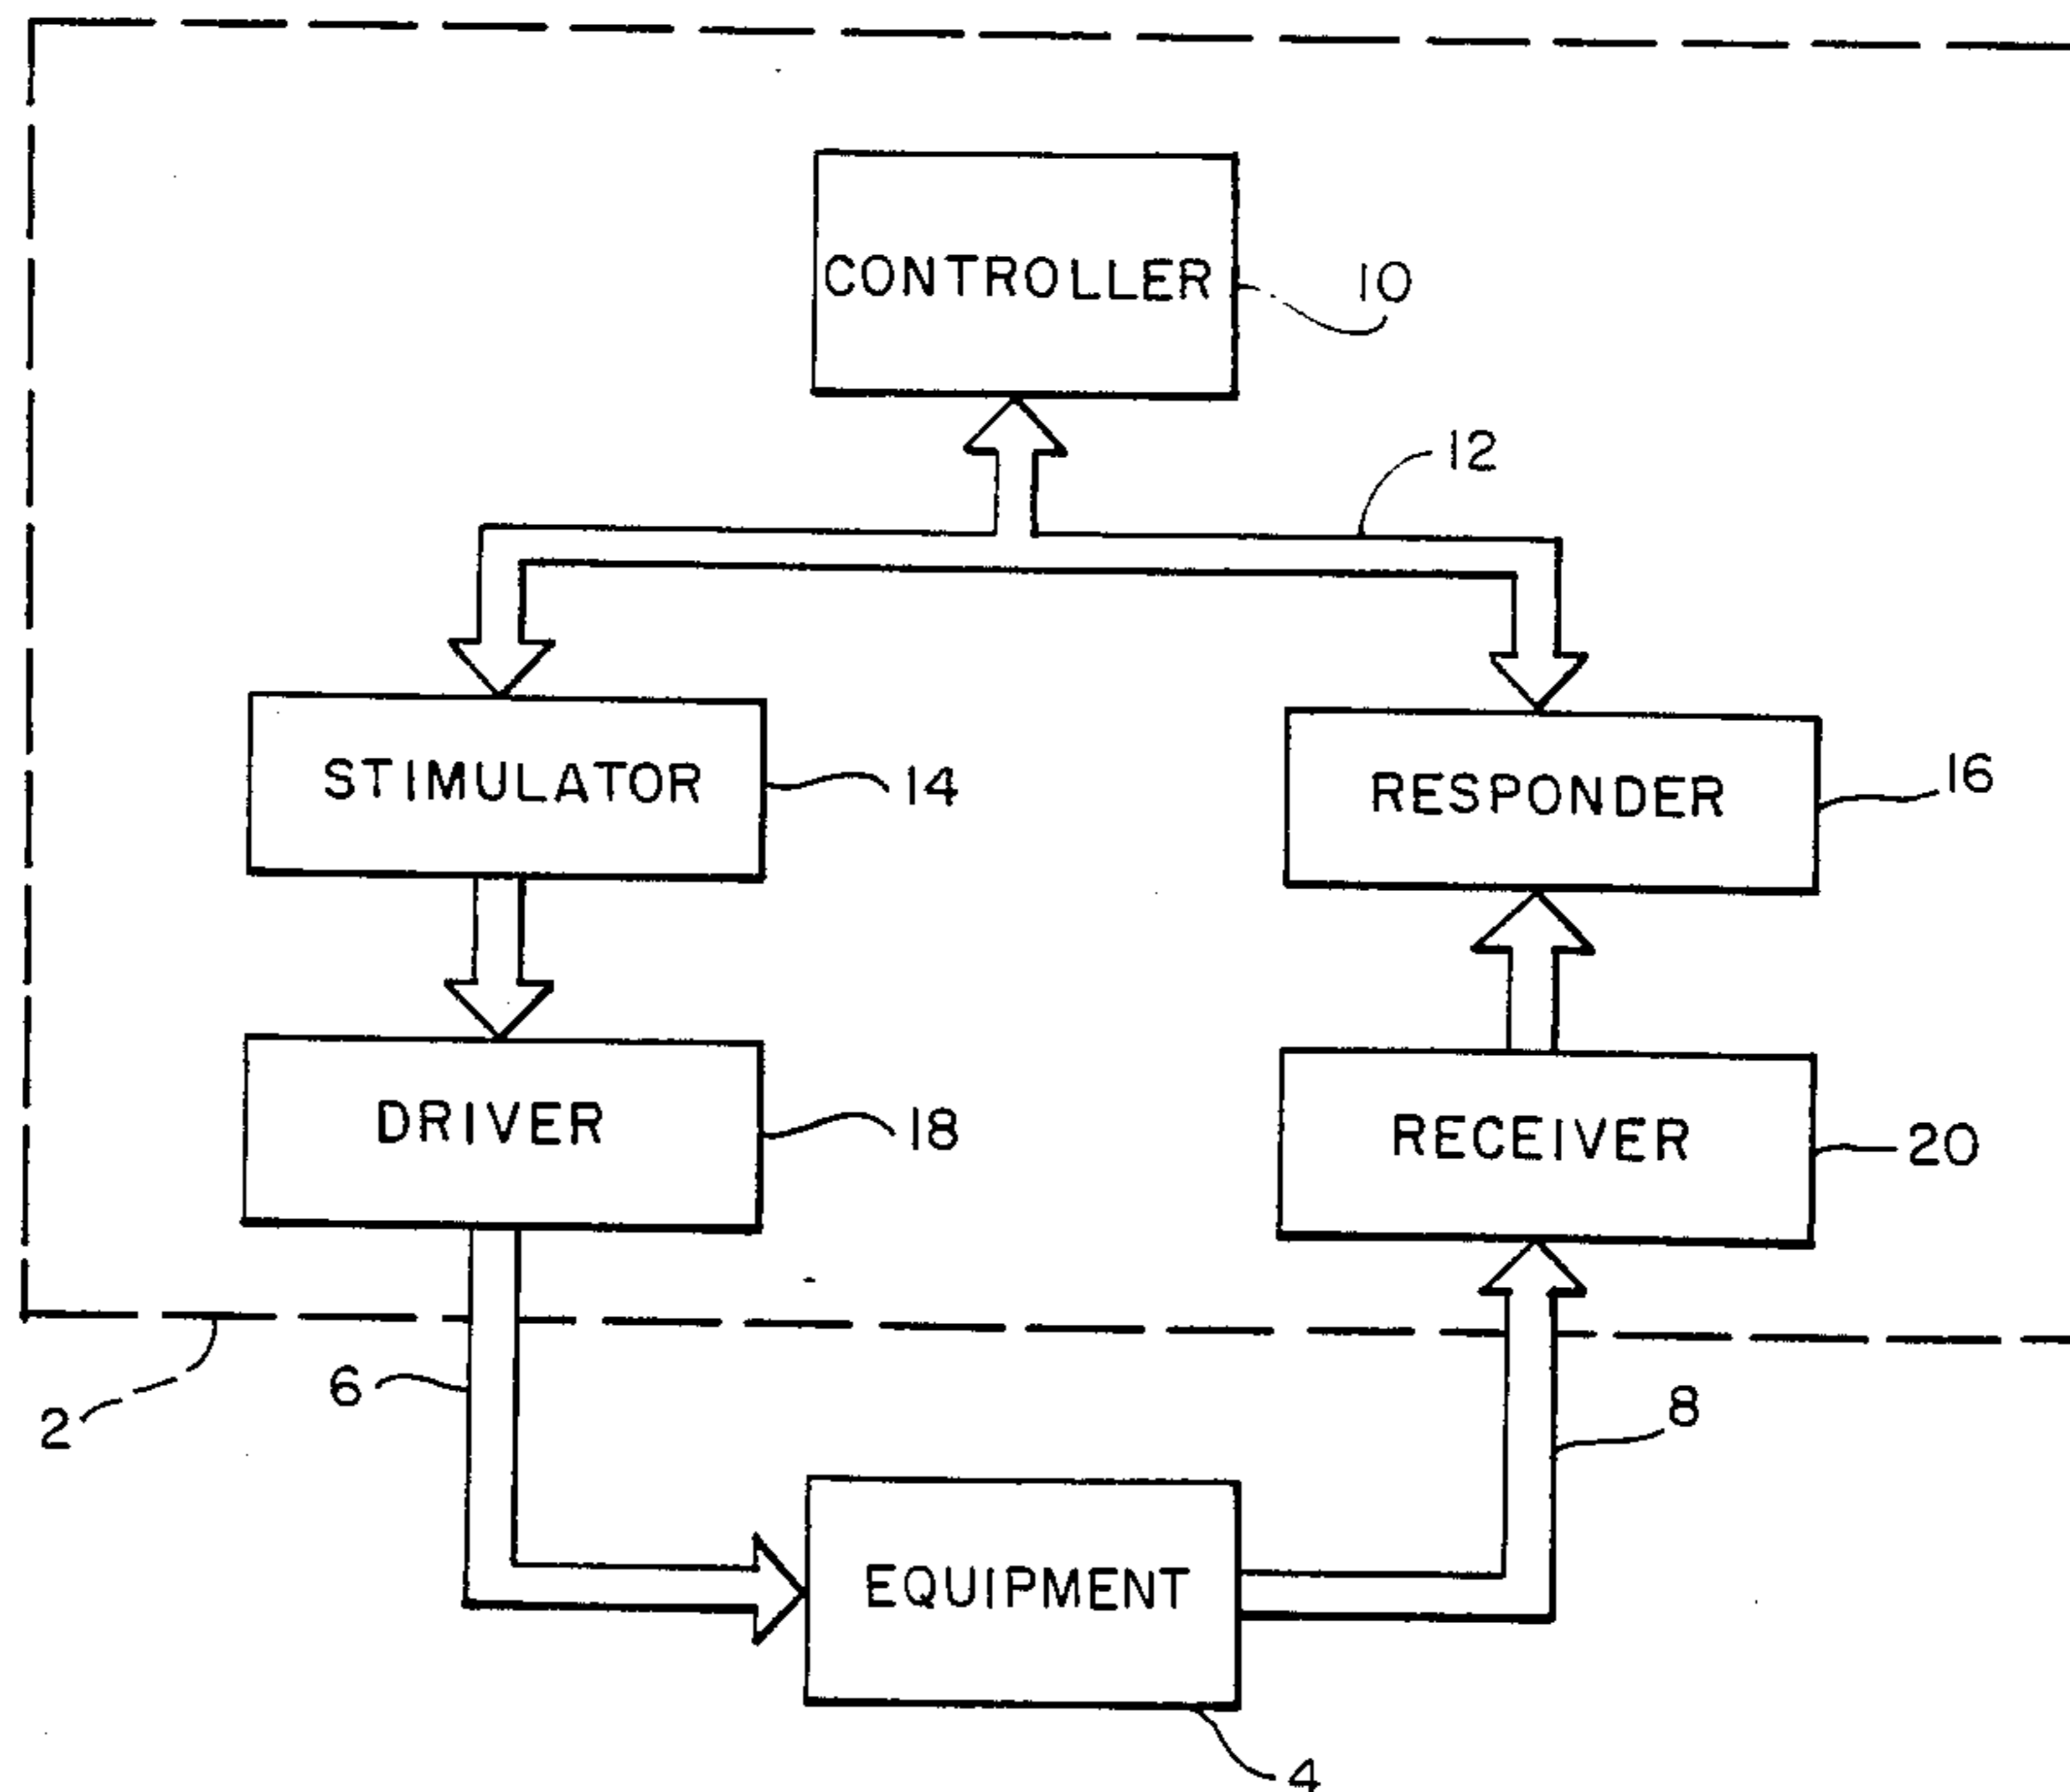 CONTROLLER
10
12
STIMULATOR
14
RESPONDER
16
DRIVER
18
RECEIVER
20
6
2
8
EQUIPMENT
4